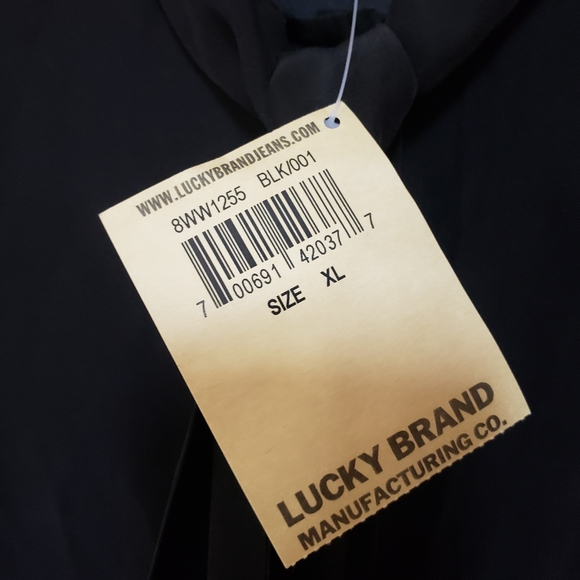 WWW.LUCKYBRANDJEANS.COM
8WW1255 BLK/001
7 00691 42037 7
SIZE XL
LUCKY BRAND
MANUFACTURING CO.